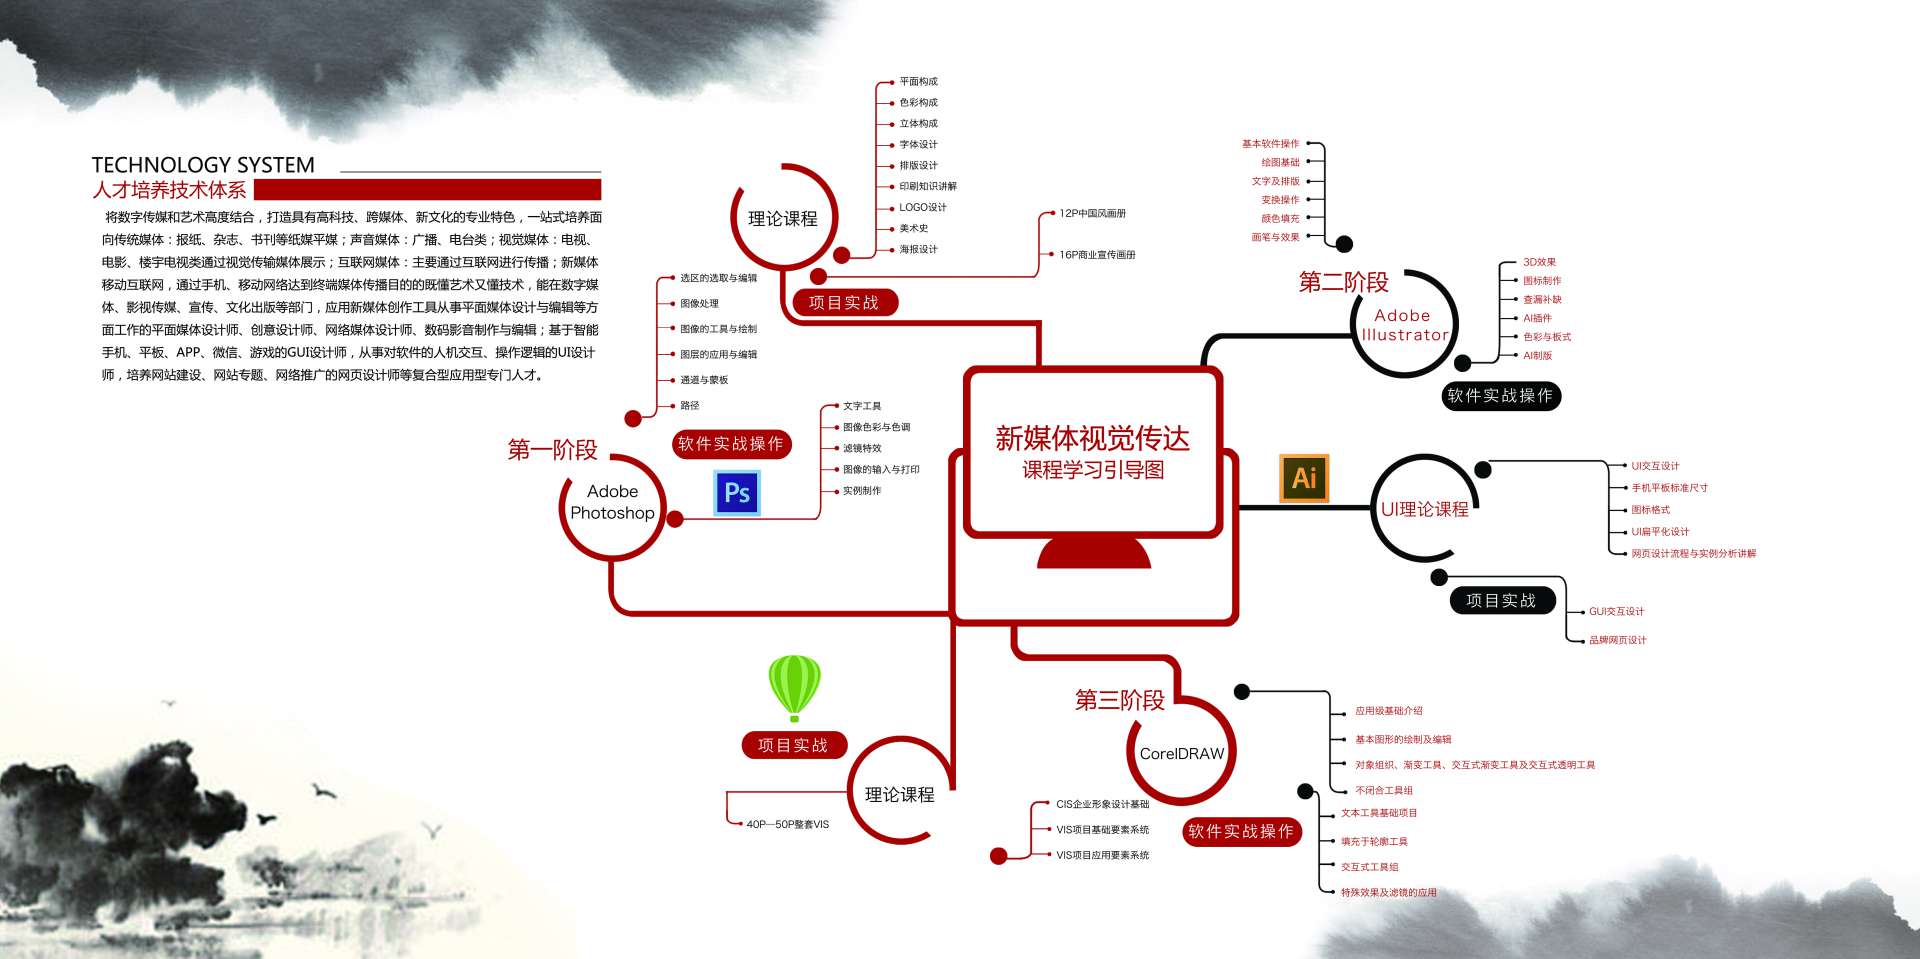 TECHNOLOGY SYSTEM
人才培养技术体系
将数字传媒和艺术高度结合，打造具有高科技、跨媒体、新文化的专业特色，一站式培养面
向传统媒体：报纸、杂志、书刊等纸媒平媒；声音媒体：广播、电台类；视觉媒体：电视、
电影、楼宇电视类通过视觉传输媒体展示；互联网媒体：主要通过互联网进行传播；新媒体
移动互联网，通过手机、移动网络达到终端媒体传播目的的既懂艺术又懂技术，能在数字媒
体、影视传媒、宣传、文化出版等部门，应用新媒体创作工具从事平面媒体设计与编辑等方
面工作的平面媒体设计师、创意设计师、网络媒体设计师、数码影音制作与编辑；基于智能
手机、平板、APP、微信、游戏的GUI设计师，从事对软件的人机交互、操作逻辑的UI设计
师，培养网站建设、网站专题、网络推广的网页设计师等复合型应用型专门人才。
理论课程
平面构成
色彩构成
立体构成
字体设计
排版设计
印刷知识讲解
LOGO设计
美术史
海报设计
项目实战
12P中国风画册
16P商业宣传画册
第一阶段
Adobe
Photoshop
选区的选取与编辑
图像处理
图像的工具与绘制
图层的应用与编辑
通道与蒙板
路径
软件实战操作
Ps
文字工具
图像色彩与色调
滤镜特效
图像的输入与打印
实例制作
新媒体视觉传达
课程学习引导图
第二阶段
Adobe
Illustrator
基本软件操作
绘图基础
文字及排版
变换操作
颜色填充
画笔与效果
3D效果
图标制作
查漏补缺
AI插件
色彩与板式
AI制版
软件实战操作
Ai
UI理论课程
UI交互设计
手机平板标准尺寸
图标格式
UI扁平化设计
网页设计流程与实例分析讲解
项目实战
GUI交互设计
品牌网页设计
第三阶段
CorelDRAW
应用级基础介绍
基本图形的绘制及编辑
对象组织、渐变工具、交互式渐变工具及交互式透明工具
不闭合工具组
文本工具基础项目
填充于轮廓工具
交互式工具组
特殊效果及滤镜的应用
软件实战操作
CIS企业形象设计基础
VIS项目基础要素系统
VIS项目应用要素系统
项目实战
理论课程
40P—50P整套VIS